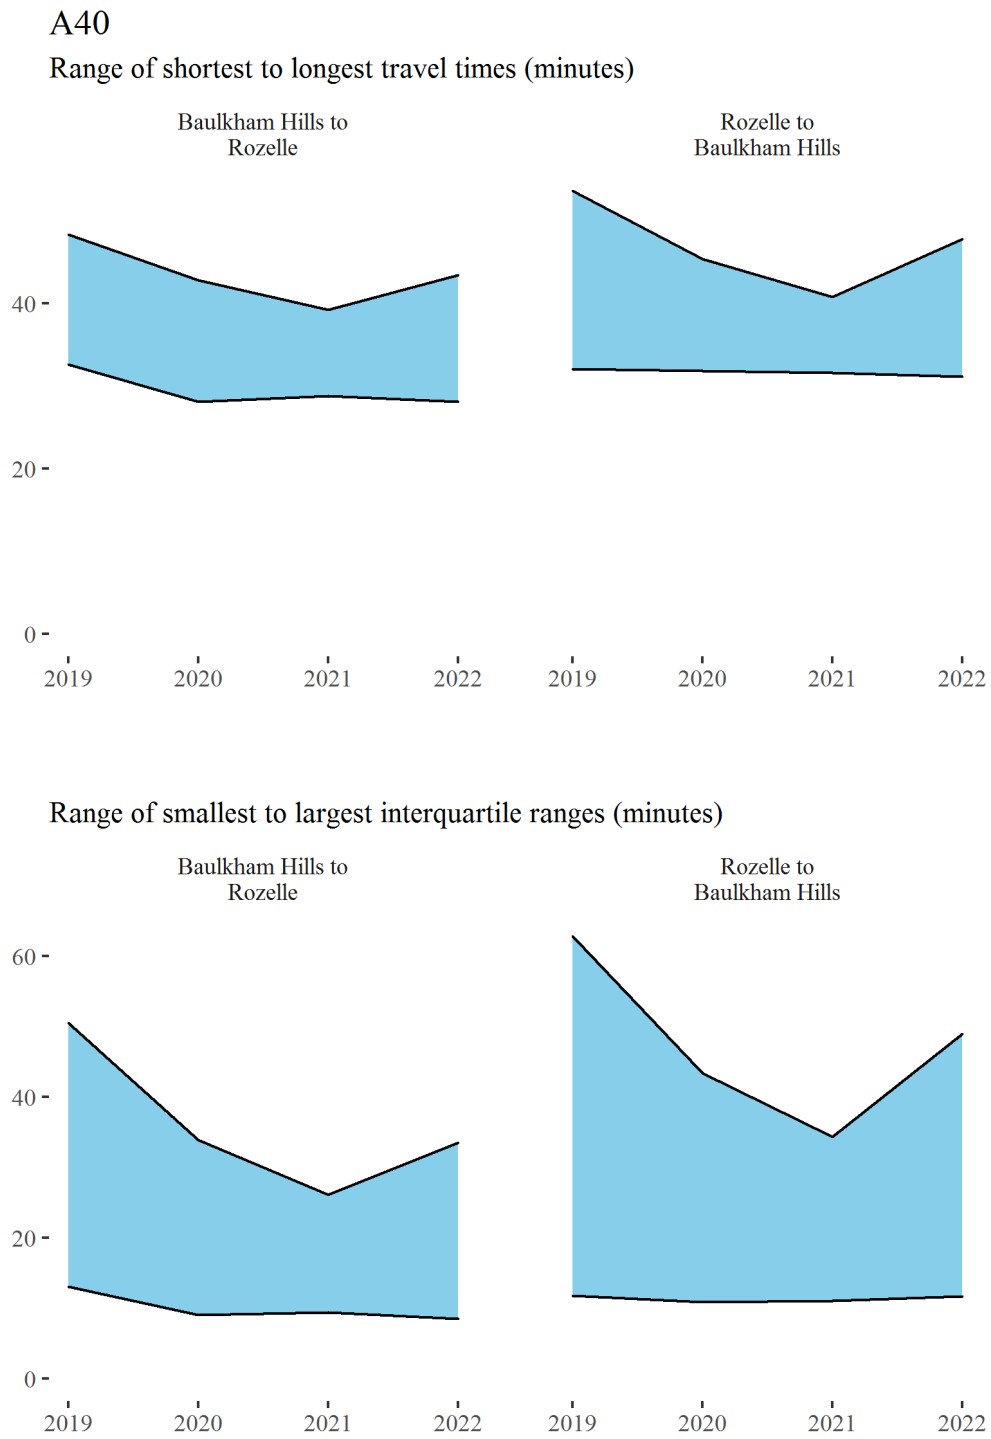 A40
Range of shortest to longest travel times (minutes)
Baulkham Hills to
Rozelle
Rozelle to
Baulkham Hills
40
20
0
2019 2020 2021 2022 2019 2020 2021 2022
Range of smallest to largest interquartile ranges (minutes)
Baulkham Hills to
Rozelle
Rozelle to
Baulkham Hills
60
40
20
0
2019 2020 2021 2022 2019 2020 2021 2022